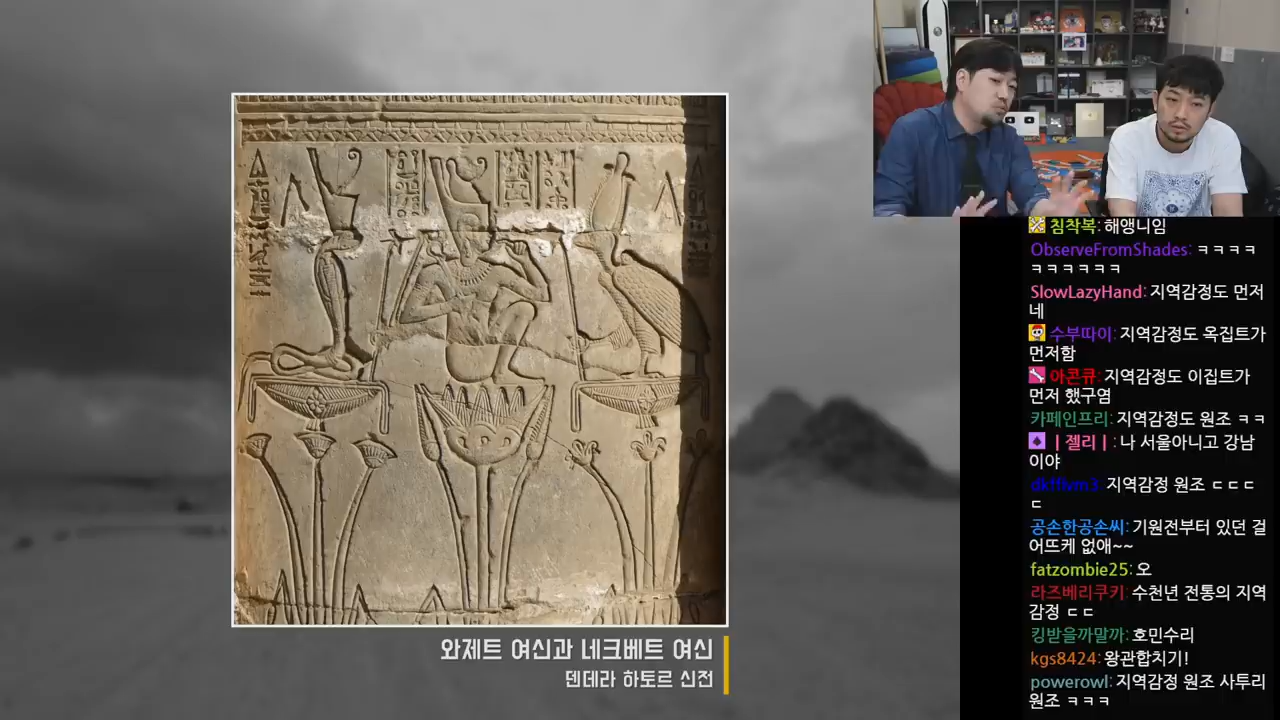 와제트 여신과 네크베트 여신
덴데라 하토르 신전
침착복: 해앵니임
ObserveFromShades: ㅋㅋㅋㅋ
ㅋㅋㅋㅋㅋㅋ
SlowLazyHand: 지역감정도 먼저
네
수부따이: 지역감정도 옥집트가
먼저함
아콘큐: 지역감정도 이집트가
먼저 했구염
카페인프리: 지역감정도 원조 ㅋㅋ
| 젤리 |: 나 서울아니고 강남
이야
dkfflvm3: 지역감정 원조 ㄷㄷㄷ
ㄷ
공손한공손씨: 기원전부터 있던 걸
어뜨케 없애~~
fatzombie25: 오
라즈베리쿠키: 수천년 전통의 지역
감정 ㄷㄷ
킹받을까말까: 호민수리
kgs8424: 왕관합치기!
powerowl: 지역감정 원조 사투리
원조 ㅋㅋㅋ